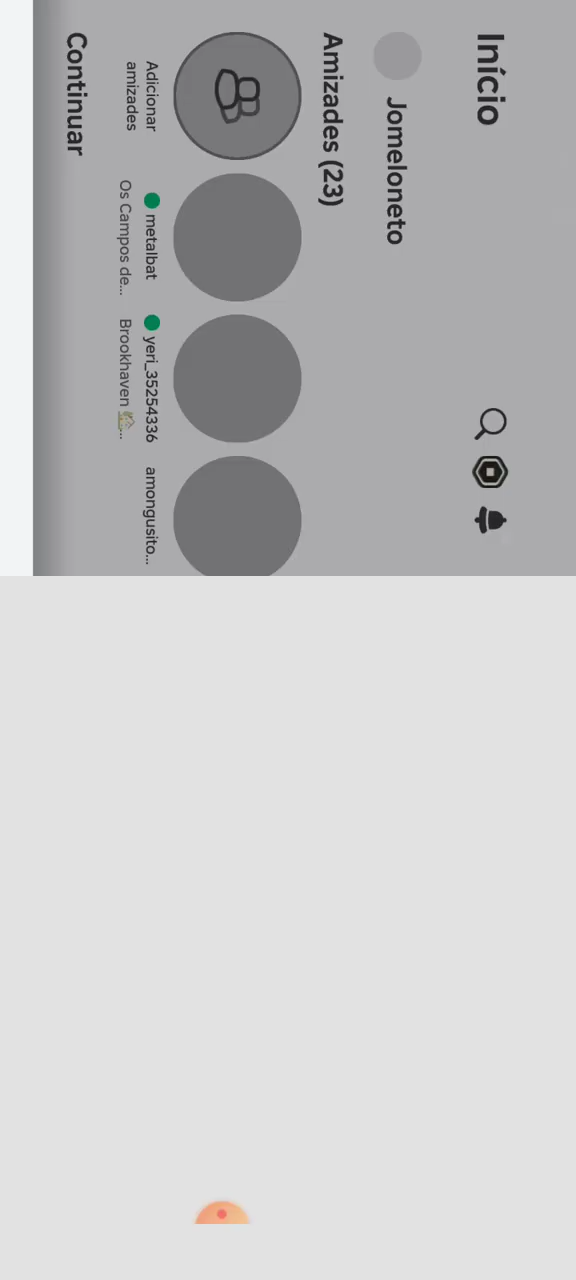 Início
Jomeloneto
Amizades (23)
Adicionar
amizades
metalbat
Os Campos de...
yeri_35254336
Brookhaven 🏡...
amongusito...
Continuar